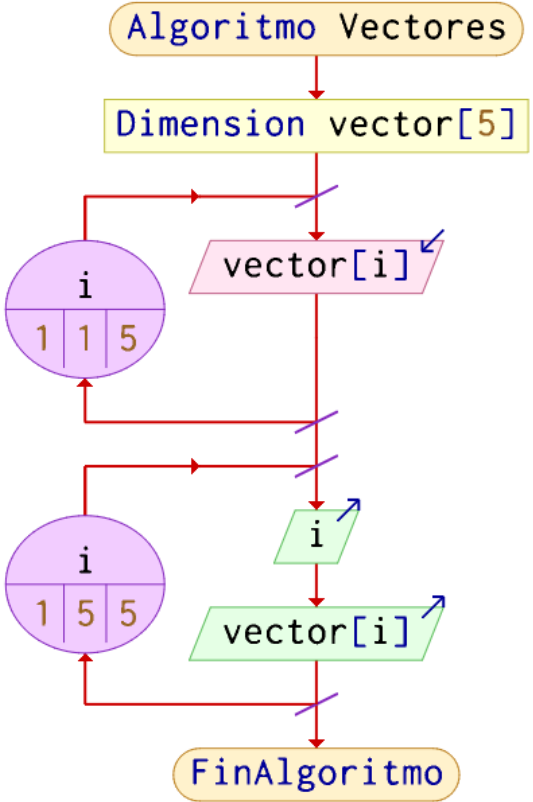 Algoritmo Vectores
Dimension vector[5]
vector[i]
i
1 1 5
i
i
1 5 5
vector[i]
FinAlgoritmo